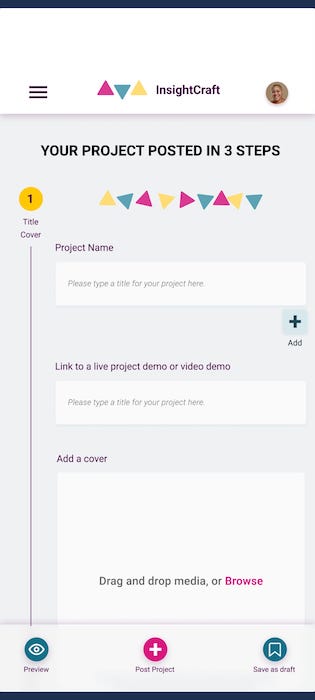 InsightCraft
YOUR PROJECT POSTED IN 3 STEPS
1
Title
Cover
Project Name
Please type a title for your project here.
Add
Link to a live project demo or video demo
Please type a title for your project here.
Add a cover
Drag and drop media, or Browse
Preview
Post Project
Save as draft